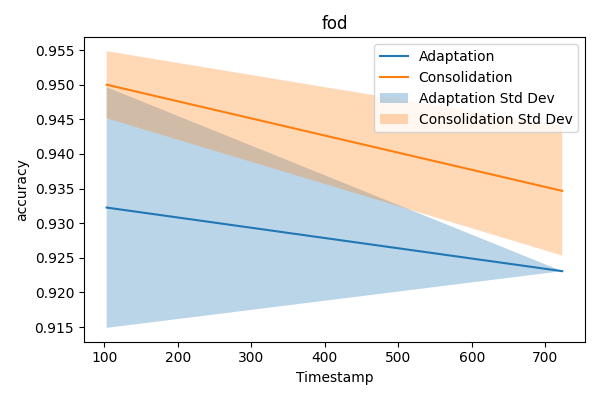 fod
0.955
0.950
0.945
0.940
0.935
0.930
0.925
0.920
0.915
accuracy
Adaptation
Consolidation
Adaptation Std Dev
Consolidation Std Dev
100 200 300 400 500 600 700
Timestamp